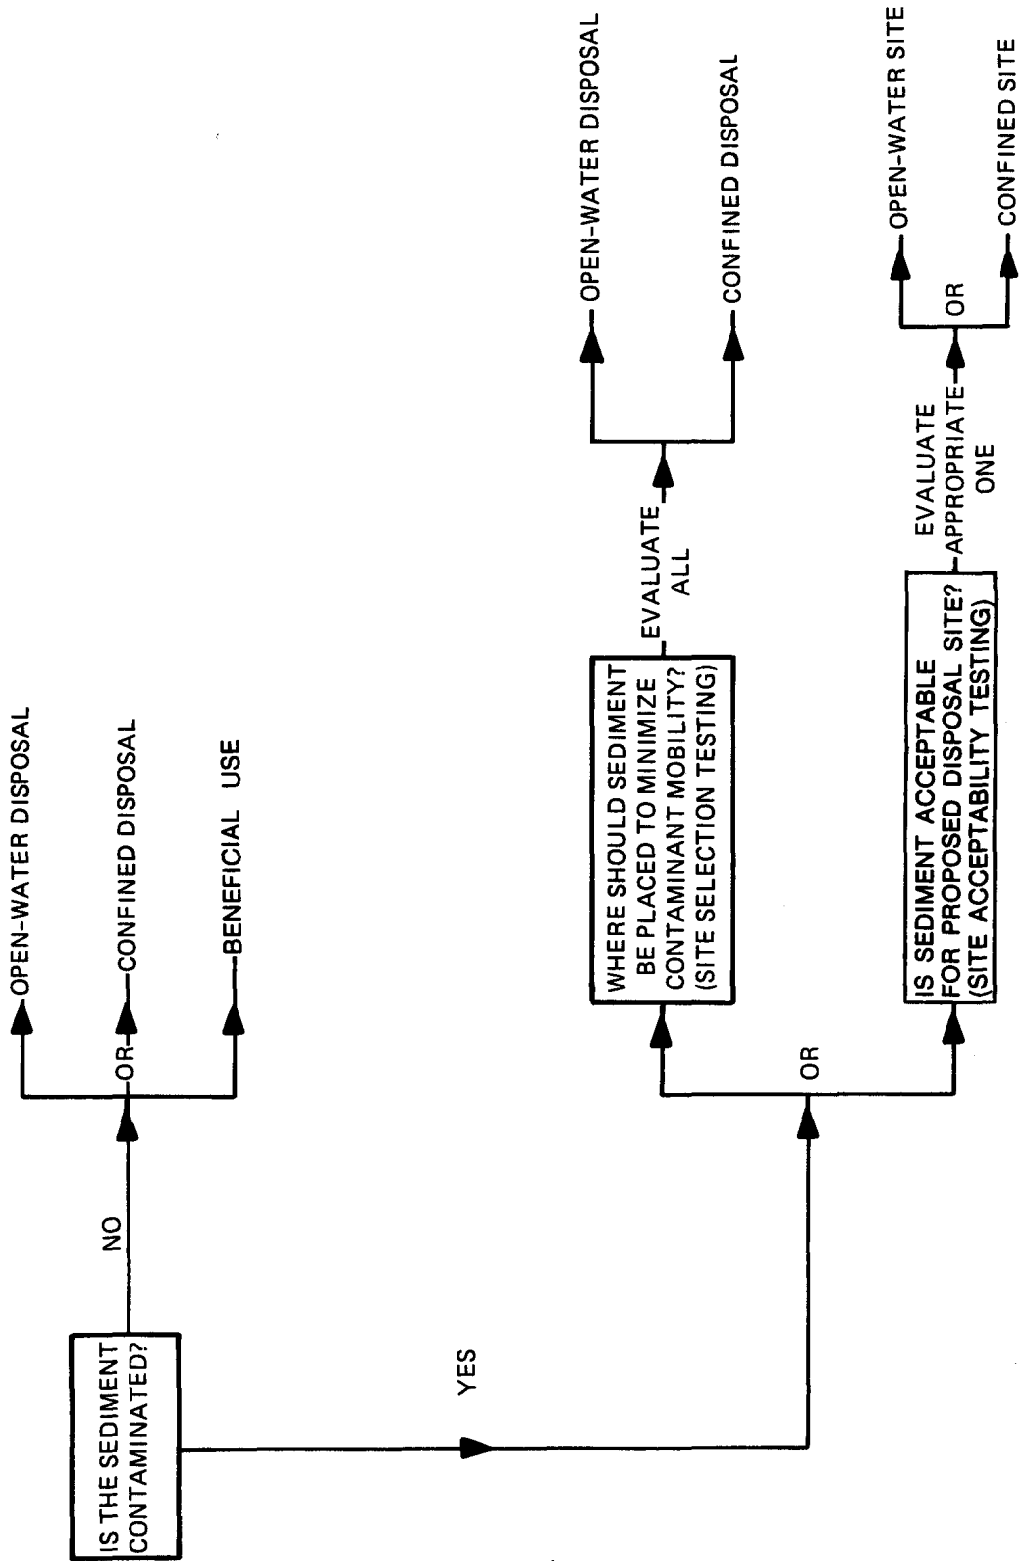 IS THE SEDIMENT
CONTAMINATED?
NO
OR
OPEN-WATER DISPOSAL
CONFINED DISPOSAL
BENEFICIAL USE
YES
OR
WHERE SHOULD SEDIMENT
BE PLACED TO MINIMIZE
CONTAMINANT MOBILITY?
(SITE SELECTION TESTING)
EVALUATE
ALL
OPEN-WATER DISPOSAL
CONFINED DISPOSAL
IS SEDIMENT ACCEPTABLE
FOR PROPOSED DISPOSAL SITE?
(SITE ACCEPTABILITY TESTING)
EVALUATE
APPROPRIATE
ONE
OR
OPEN-WATER SITE
CONFINED SITE